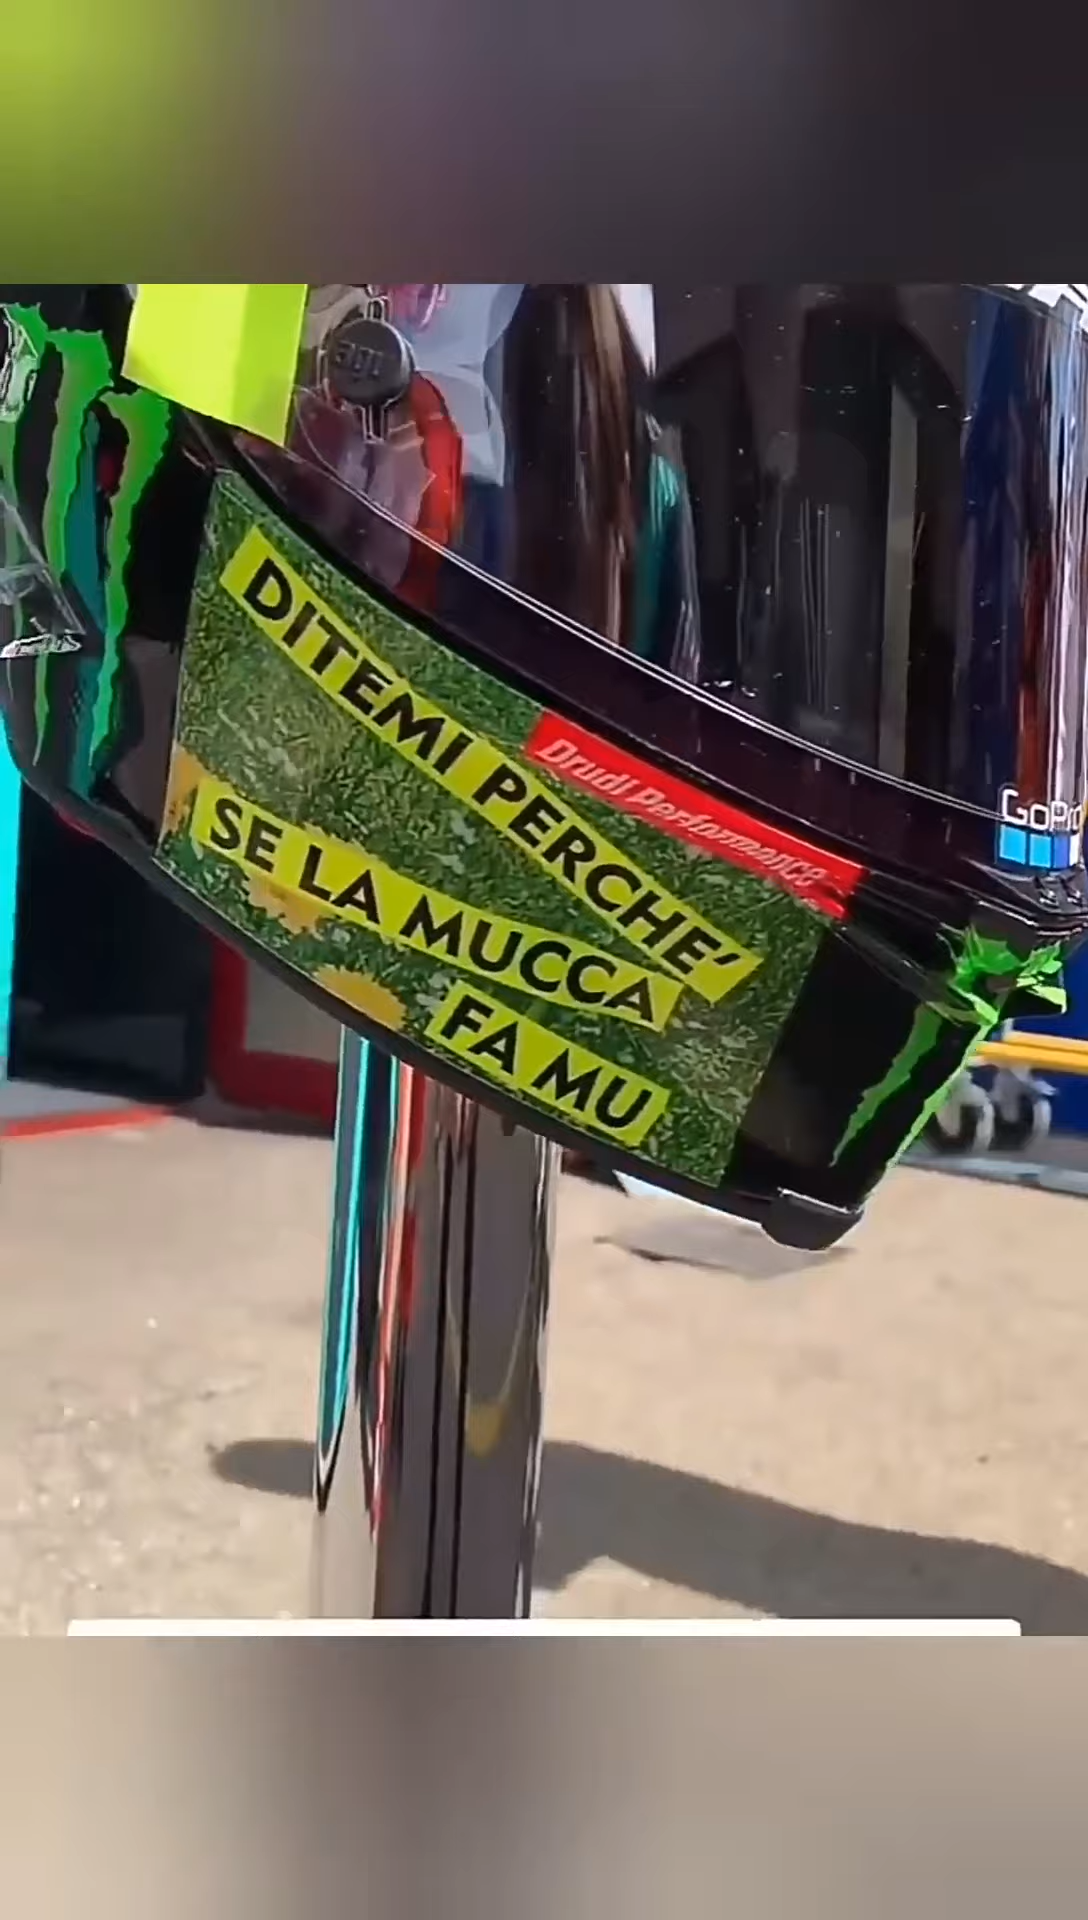 DITEMI PERCHE'
Drudi Performance
SE LA MUCCA
FA MU
GoPro